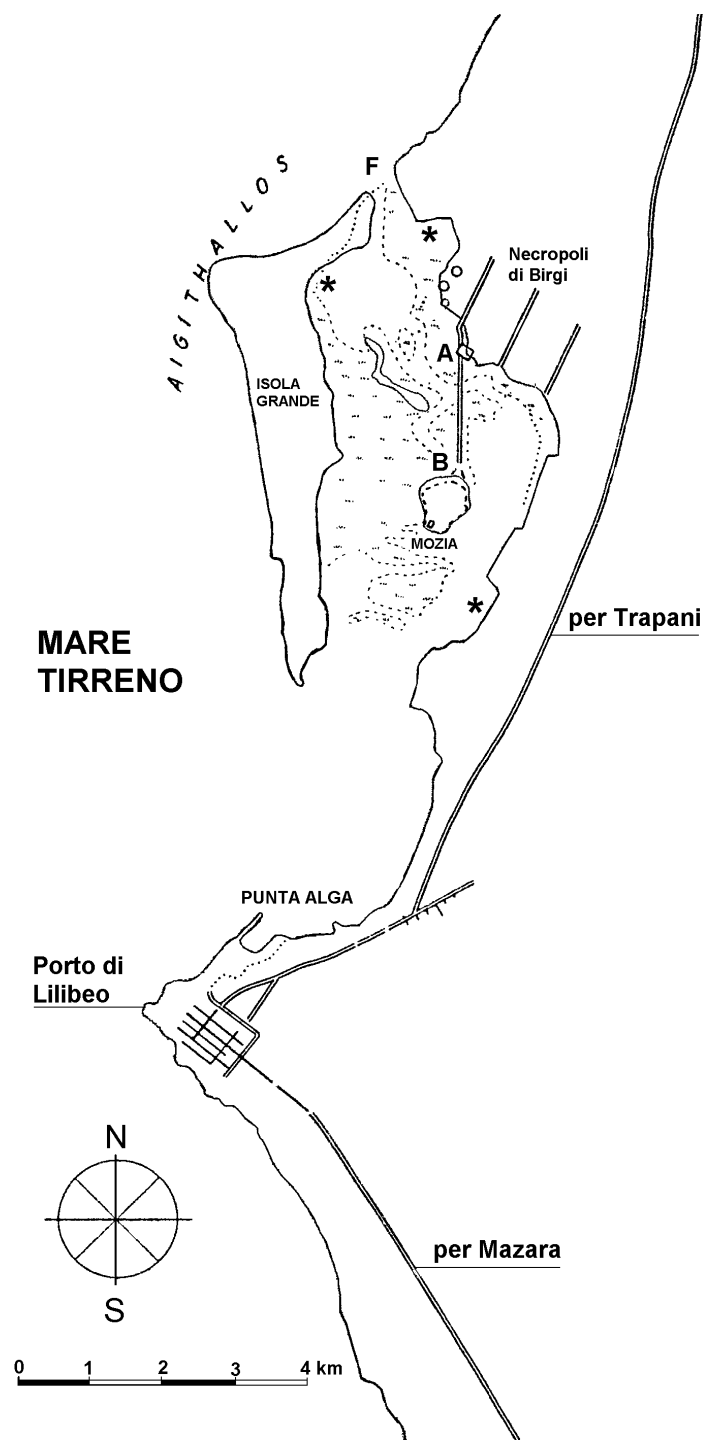 F
AIGITHALLOS
*
Necropoli
di Birgi
*
A
ISOLA
GRANDE
B
MOZIA
*
per Trapani
MARE
TIRRENO
PUNTA ALGA
Porto di
Lilibeo
N
per Mazara
S
0 1 2 3 4 km